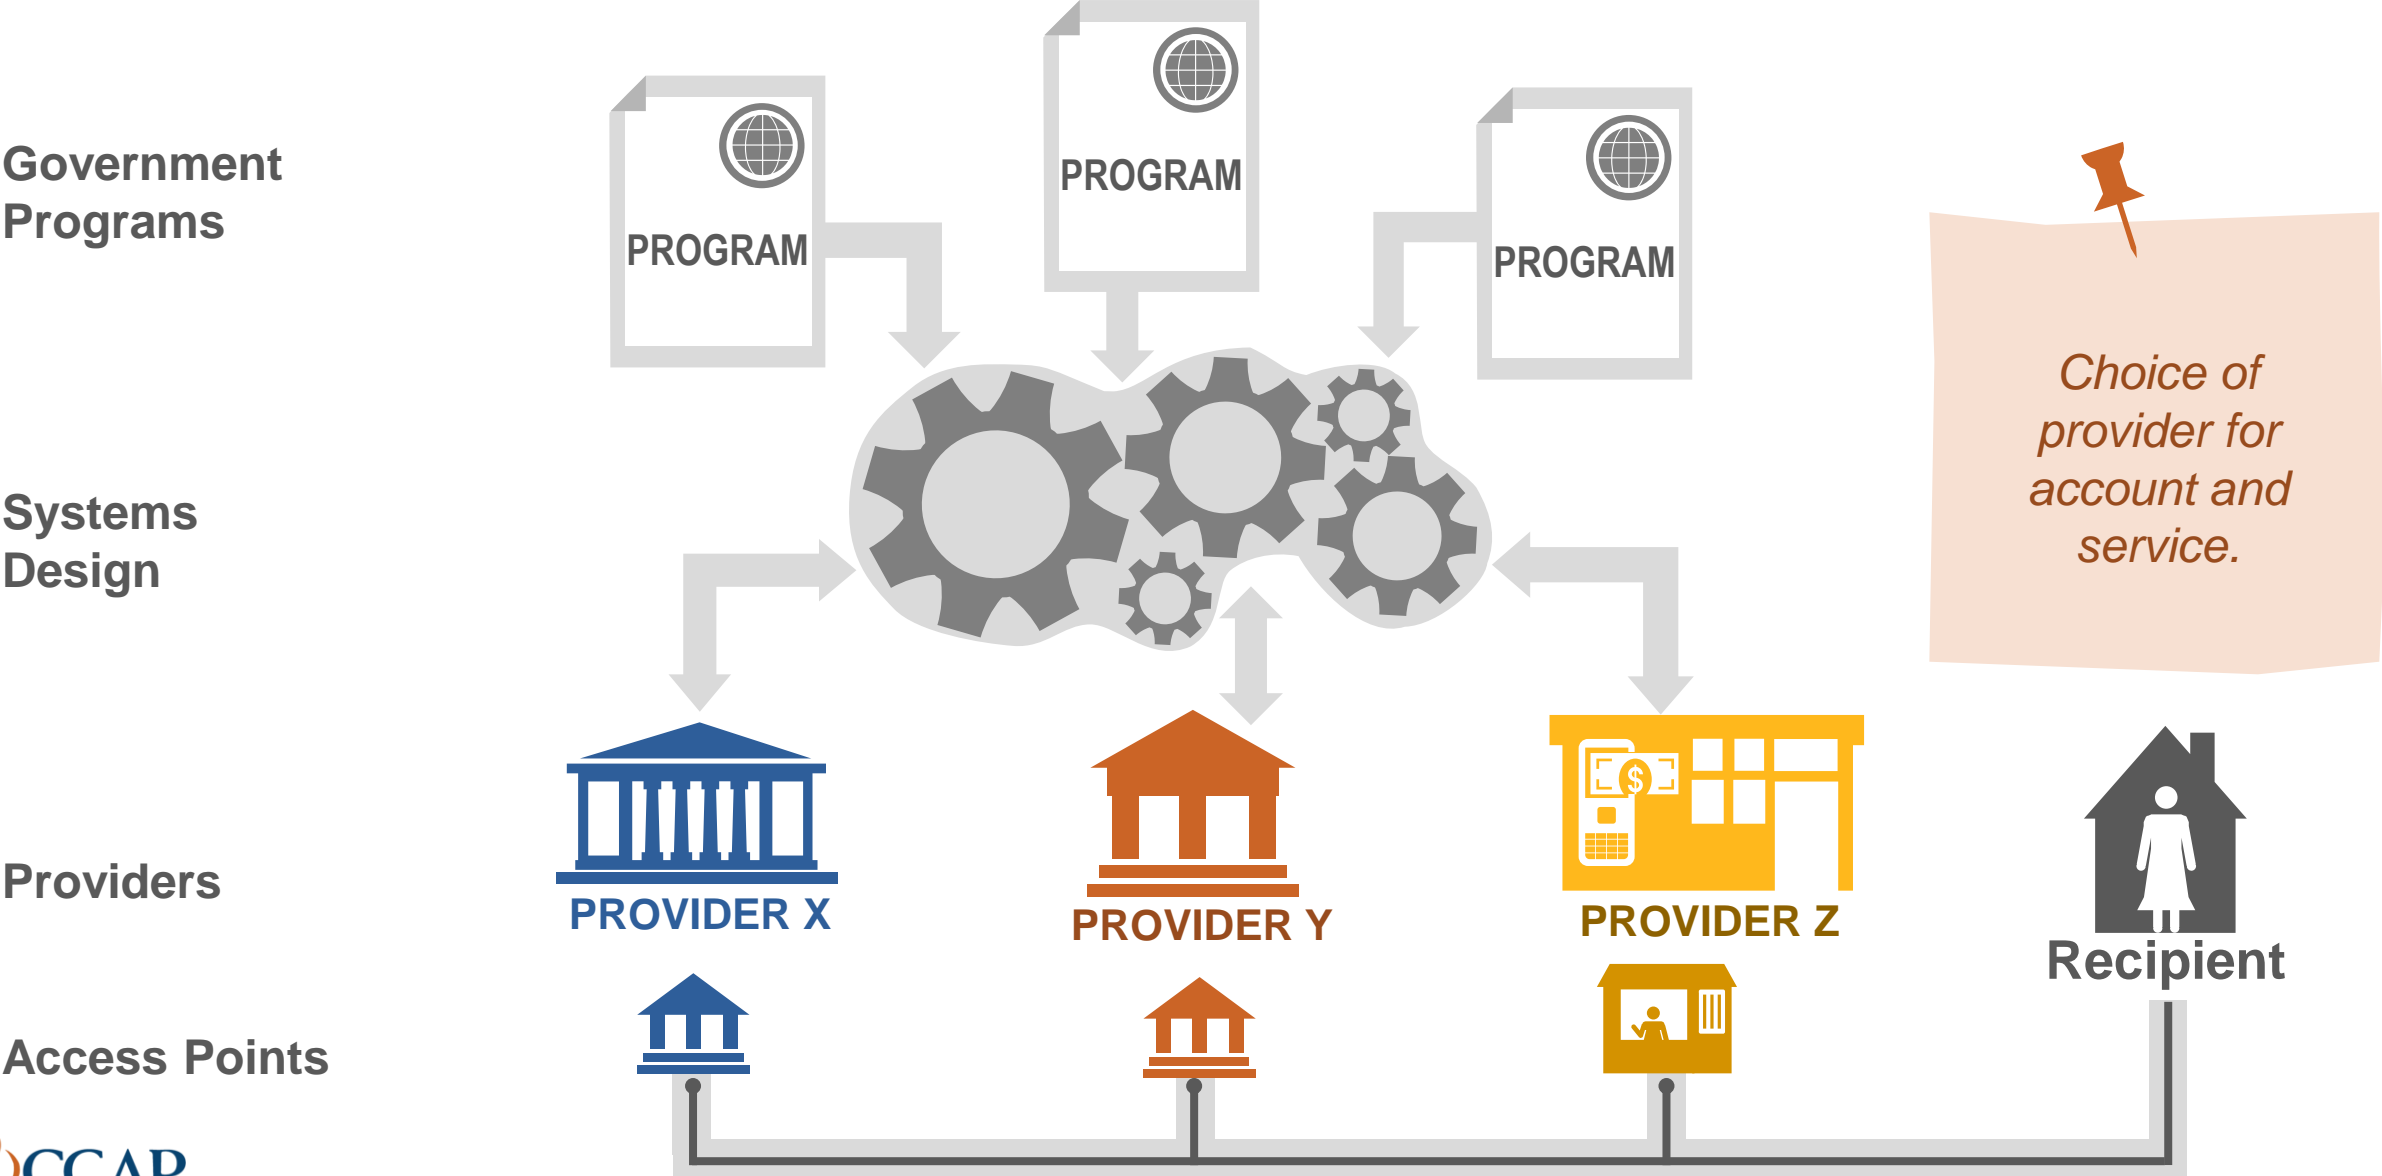 Government
Programs
PROGRAM
PROGRAM
PROGRAM
Choice of
provider for
account and
service.
Systems
Design
Providers
PROVIDER X
PROVIDER Y
PROVIDER Z
$
Recipient
Access Points